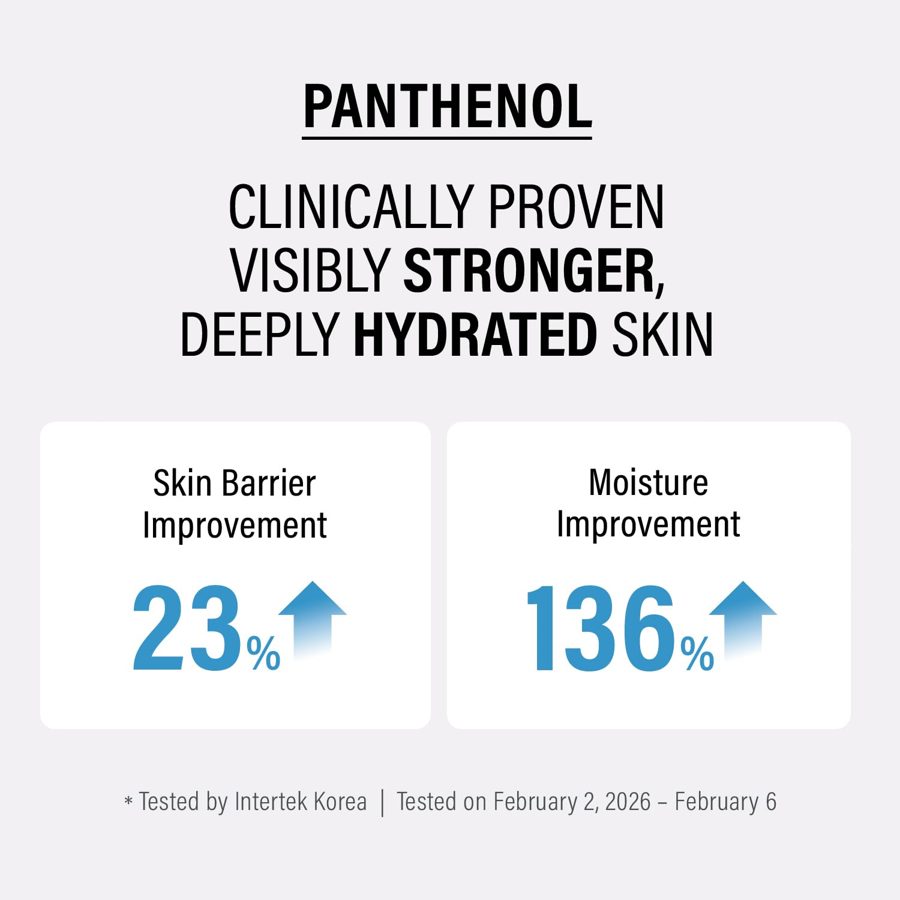 PANTHENOL
CLINICALLY PROVEN
VISIBLY STRONGER,
DEEPLY HYDRATED SKIN
Skin Barrier
Improvement
23%
Moisture
Improvement
136%
* Tested by Intertek Korea | Tested on February 2, 2026 – February 6